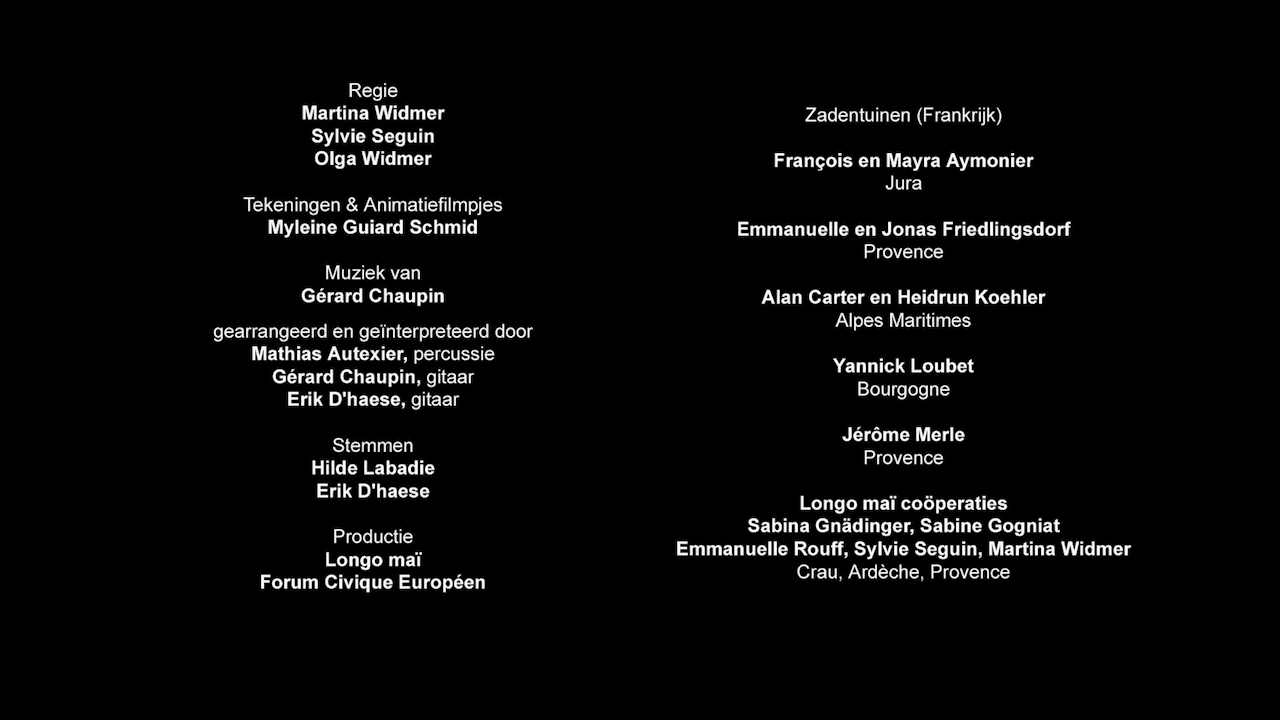 Regie
Martina Widmer
Sylvie Seguin
Olga Widmer
Tekeningen & Animatiefilmpjes
Myleine Guiard Schmid
Muziek van
Gérard Chaupin
gearrangeerd en geïnterpreteerd door
Mathias Autexier, percussie
Gérard Chaupin, gitaar
Erik D'haese, gitaar
Stemmen
Hilde Labadie
Erik D'haese
Productie
Longo maï
Forum Civique Européen
Zadentuinen (Frankrijk)
François en Mayra Aymonier
Jura
Emmanuelle en Jonas Friedlingsdorf
Provence
Alan Carter en Heidrun Koehler
Alpes Maritimes
Yannick Loubet
Bourgogne
Jérôme Merle
Provence
Longo maï coöperaties
Sabina Gnädinger, Sabine Gogniat
Emmanuelle Rouff, Sylvie Seguin, Martina Widmer
Crau, Ardèche, Provence